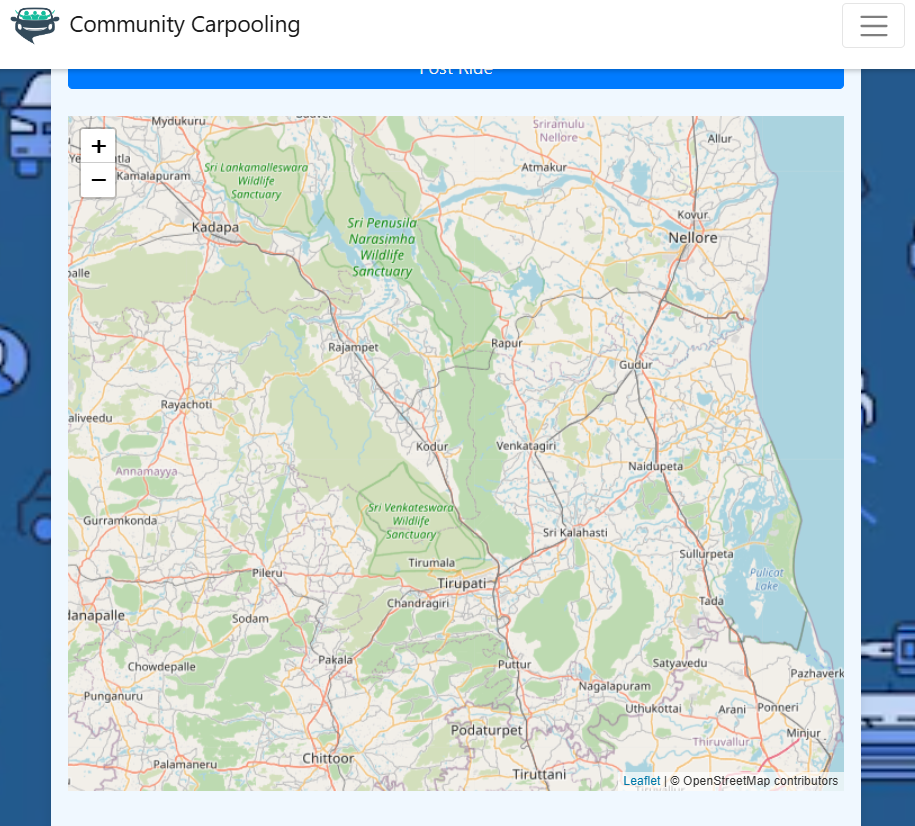 Community Carpooling
Post Ride
+
−
Mydukuru
Sriramulu
Nellore
Allur
Sri Lankamalleswara
Wildlife
Sanctuary
Atmakur
Kamalapuram
Kadapa
Sri Penusila
Narasimha
Wildlife
Sanctuary
Kovur
Nellore
palle
Rajampet
Rapur
Gudur
Rayachoti
aliveedu
Kodur
Venkatagiri
Annamayya
Naidupeta
Gurramkonda
Sri Venkateswara
Wildlife
Sanctuary
Sri Kalahasti
Sullurpeta
Tirumala
Pulicat
Lake
Pileru
Tirupati
Chandragiri
Tada
danapalle
Sodam
Chowdepalle
Pakala
Puttur
Satyavedu
Pazhaverk
Punganuru
Nagalapuram
Uthukottai
Arani
Ponneri
Podaturpet
Thiruvallur
Minjur
Palamaneru
Chittoor
Tiruttani
Leaflet | © OpenStreetMap contributors